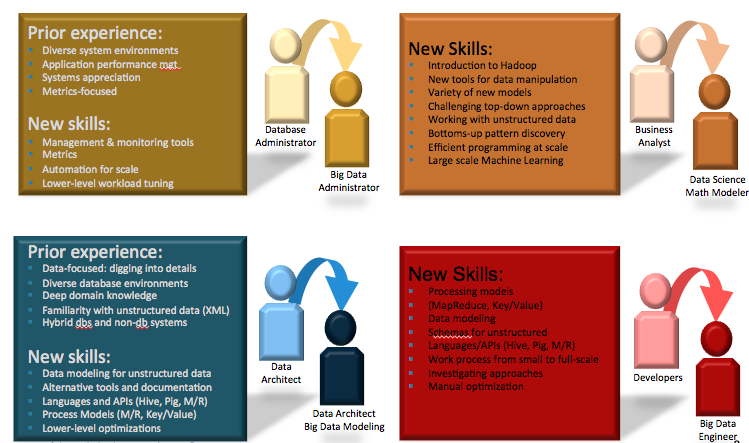 Prior experience:
Diverse system environments
Application performance mgt.
Systems appreciation
Metrics-focused
New skills:
Management & monitoring tools
Metrics
Automation for scale
Lower-level workload tuning
Database
Administrator
Big Data
Administrator
New Skills:
Introduction to Hadoop
New tools for data manipulation
Variety of new models
Challenging top-down approaches
Working with unstructured data
Bottoms-up pattern discovery
Efficient programming at scale
Large scale Machine Learning
Business
Analyst
Data Science
Math Modeler
Prior experience:
Data-focused: digging into details
Diverse database environments
Deep domain knowledge
Familiarity with unstructured data (XML)
Hybrid dbs and non-db systems
New skills:
Data modeling for unstructured data
Alternative tools and documentation
Languages and APIs (Hive, Pig, M/R)
Process Models (M/R, Key/Value)
Lower-level optimizations
Data
Architect
Data Architect
Big Data Modeling
New Skills:
Processing models
(MapReduce, Key/Value)
Data modeling
Schemas for unstructured
Languages/APIs (Hive, Pig, M/R)
Work process from small to full-scale
Investigating approaches
Manual optimization
Developers
Big Data
Engineer